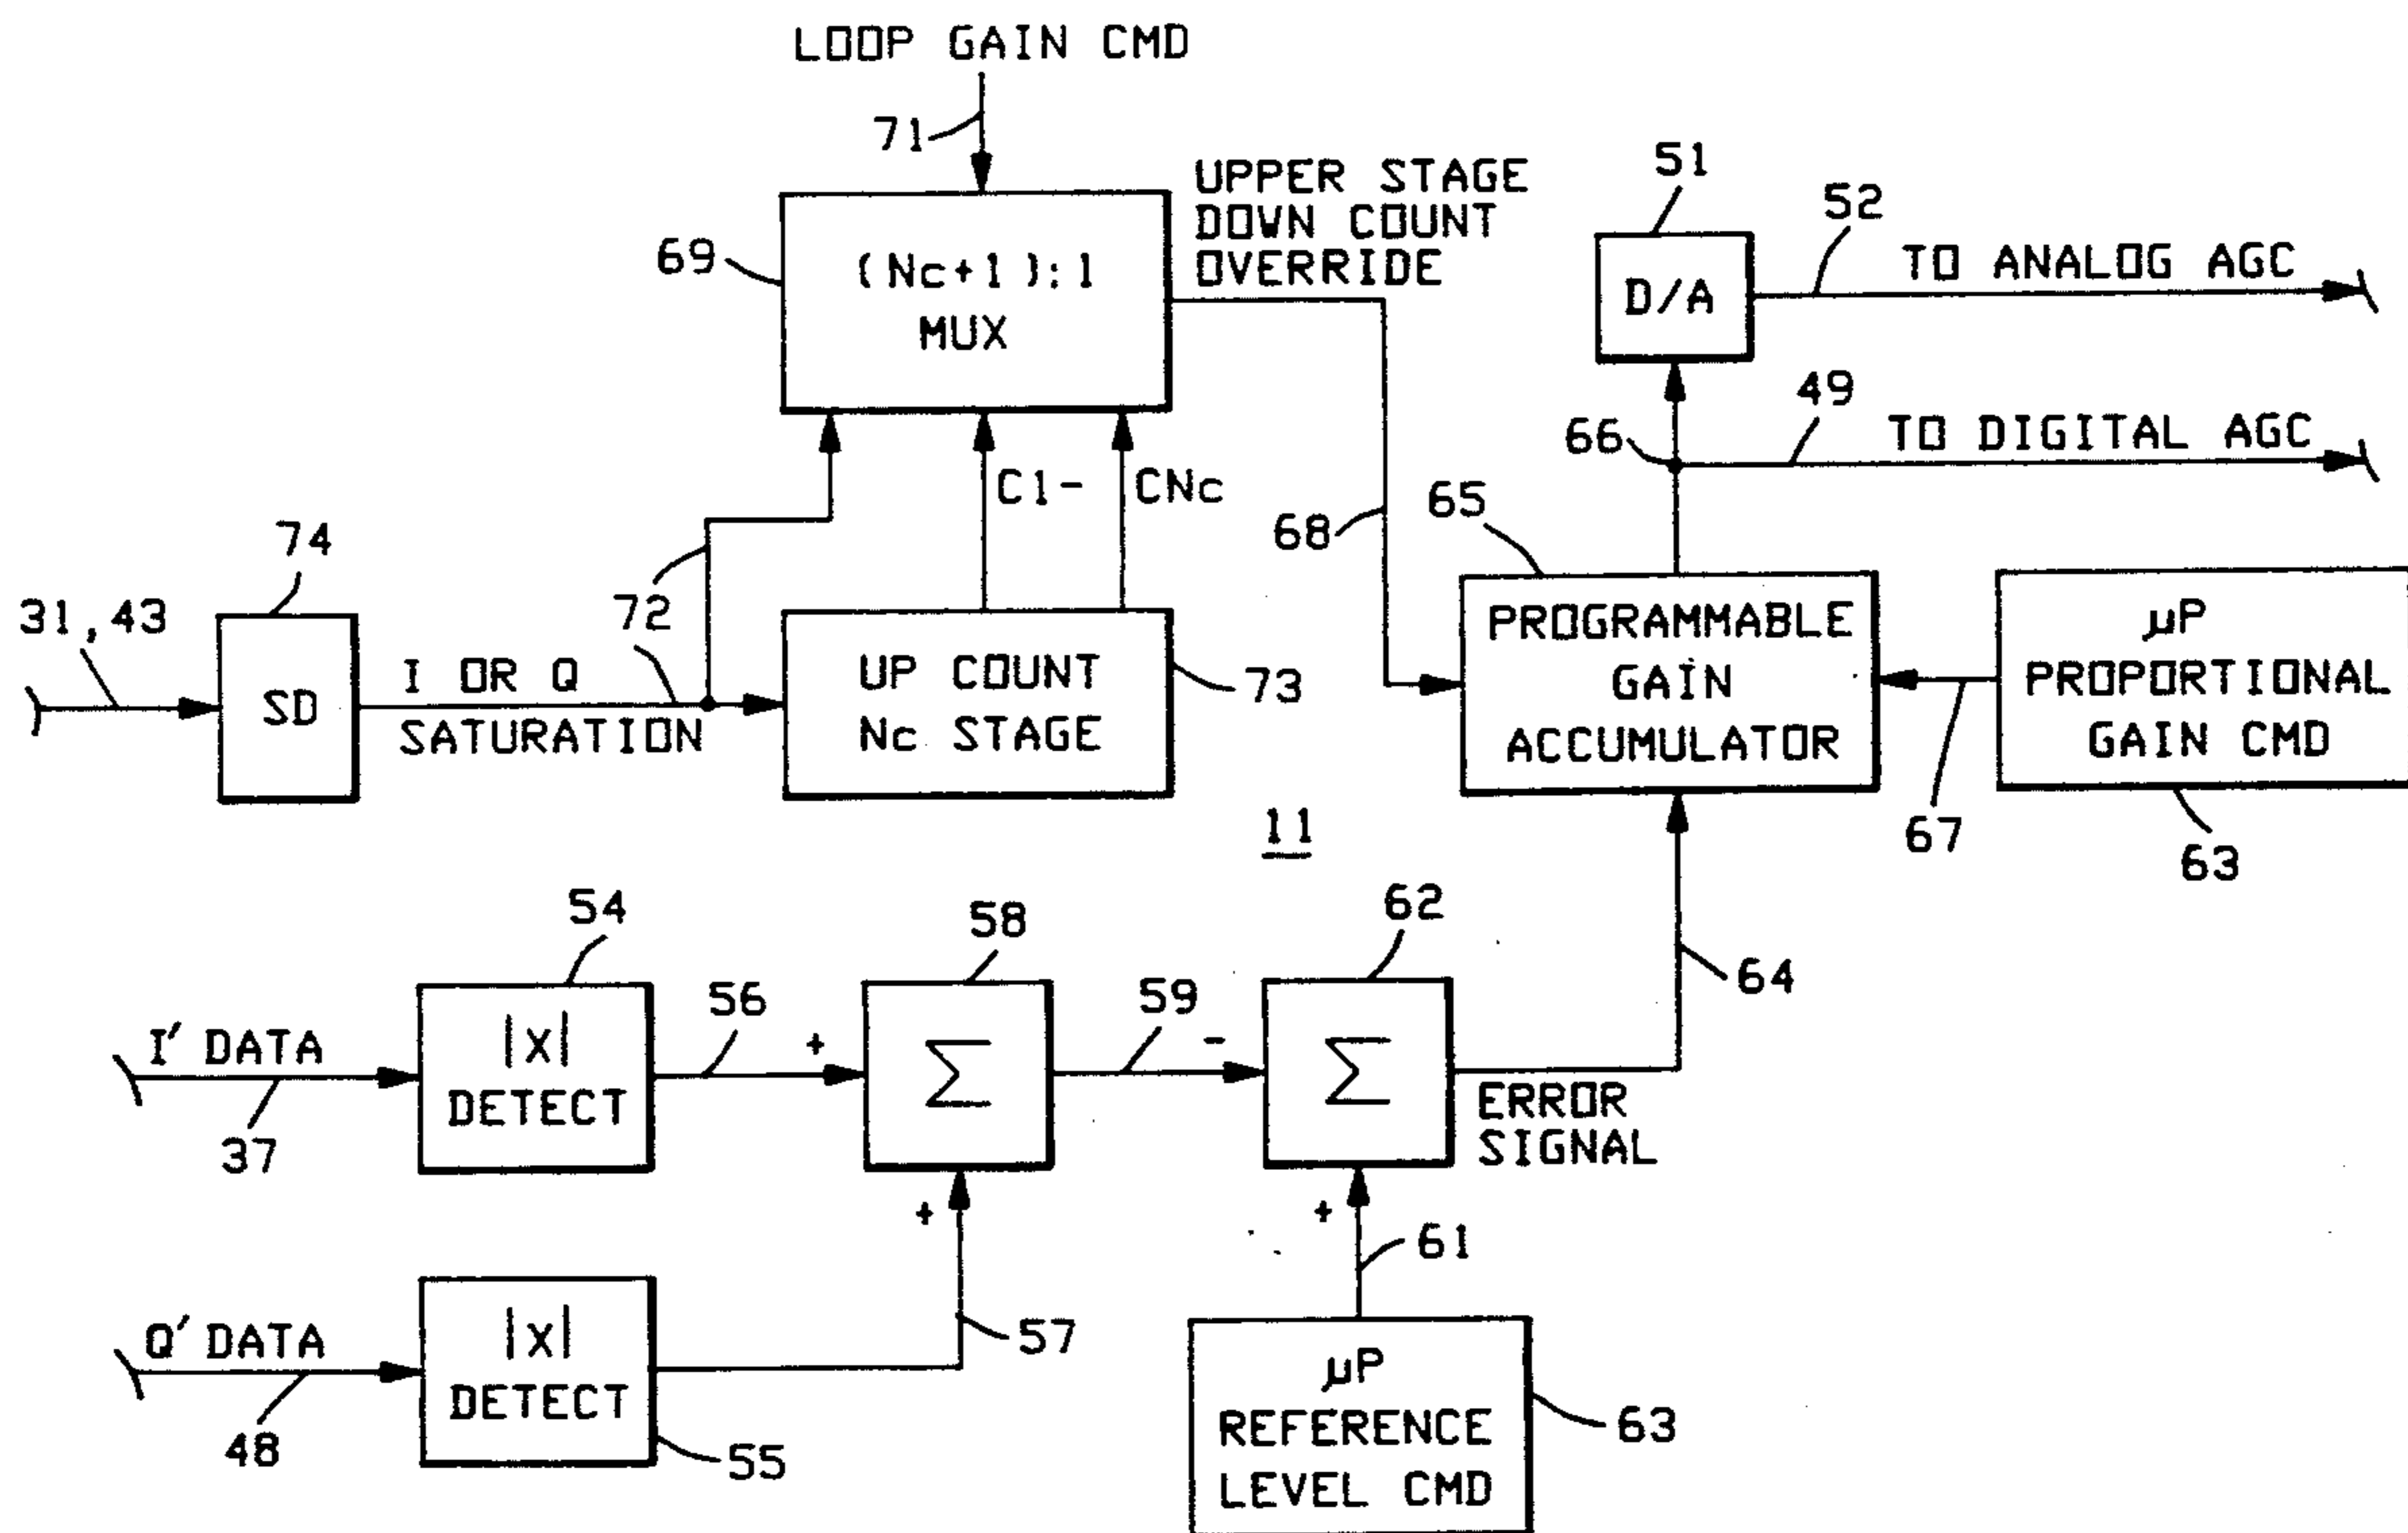 LOOP GAIN CMD
71
69
(Nc+1):1
MUX
UPPER STAGE
DOWN COUNT
OVERRIDE
51
D/A
52
TO ANALOG AGC
66
49
TO DIGITAL AGC
C1-
CNc
68
65
PROGRAMMABLE
GAIN
ACCUMULATOR
67
µP
PROPORTIONAL
GAIN CMD
63
31,43
74
SD
I OR Q
SATURATION
72
UP COUNT
Nc STAGE
73
11
I' DATA
37
54
|X|
DETECT
56
+
58
Σ
59
-
62
Σ
ERROR
SIGNAL
64
Q' DATA
48
|X|
DETECT
55
+
57
+
61
µP
REFERENCE
LEVEL CMD
63